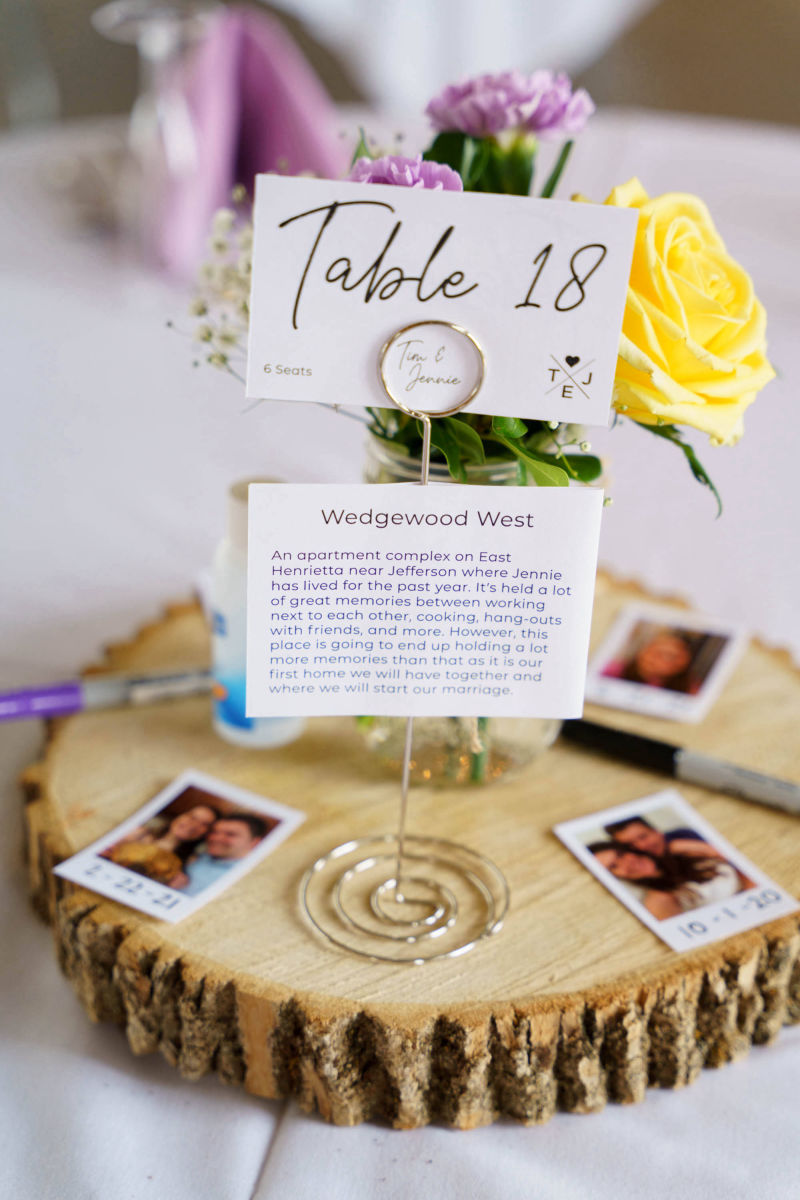 Table 18
Tim &
Jennie
6 Seats
T J
E
Wedgewood West
An apartment complex on East
Henrietta near Jefferson where Jennie
has lived for the past year. It's held a lot
of great memories between working
next to each other, cooking, hang-outs
with friends, and more. However, this
place is going to end up holding a lot
more memories than that as it is our
first home we will have together and
where we will start our marriage.
2-22-21
10-1-20